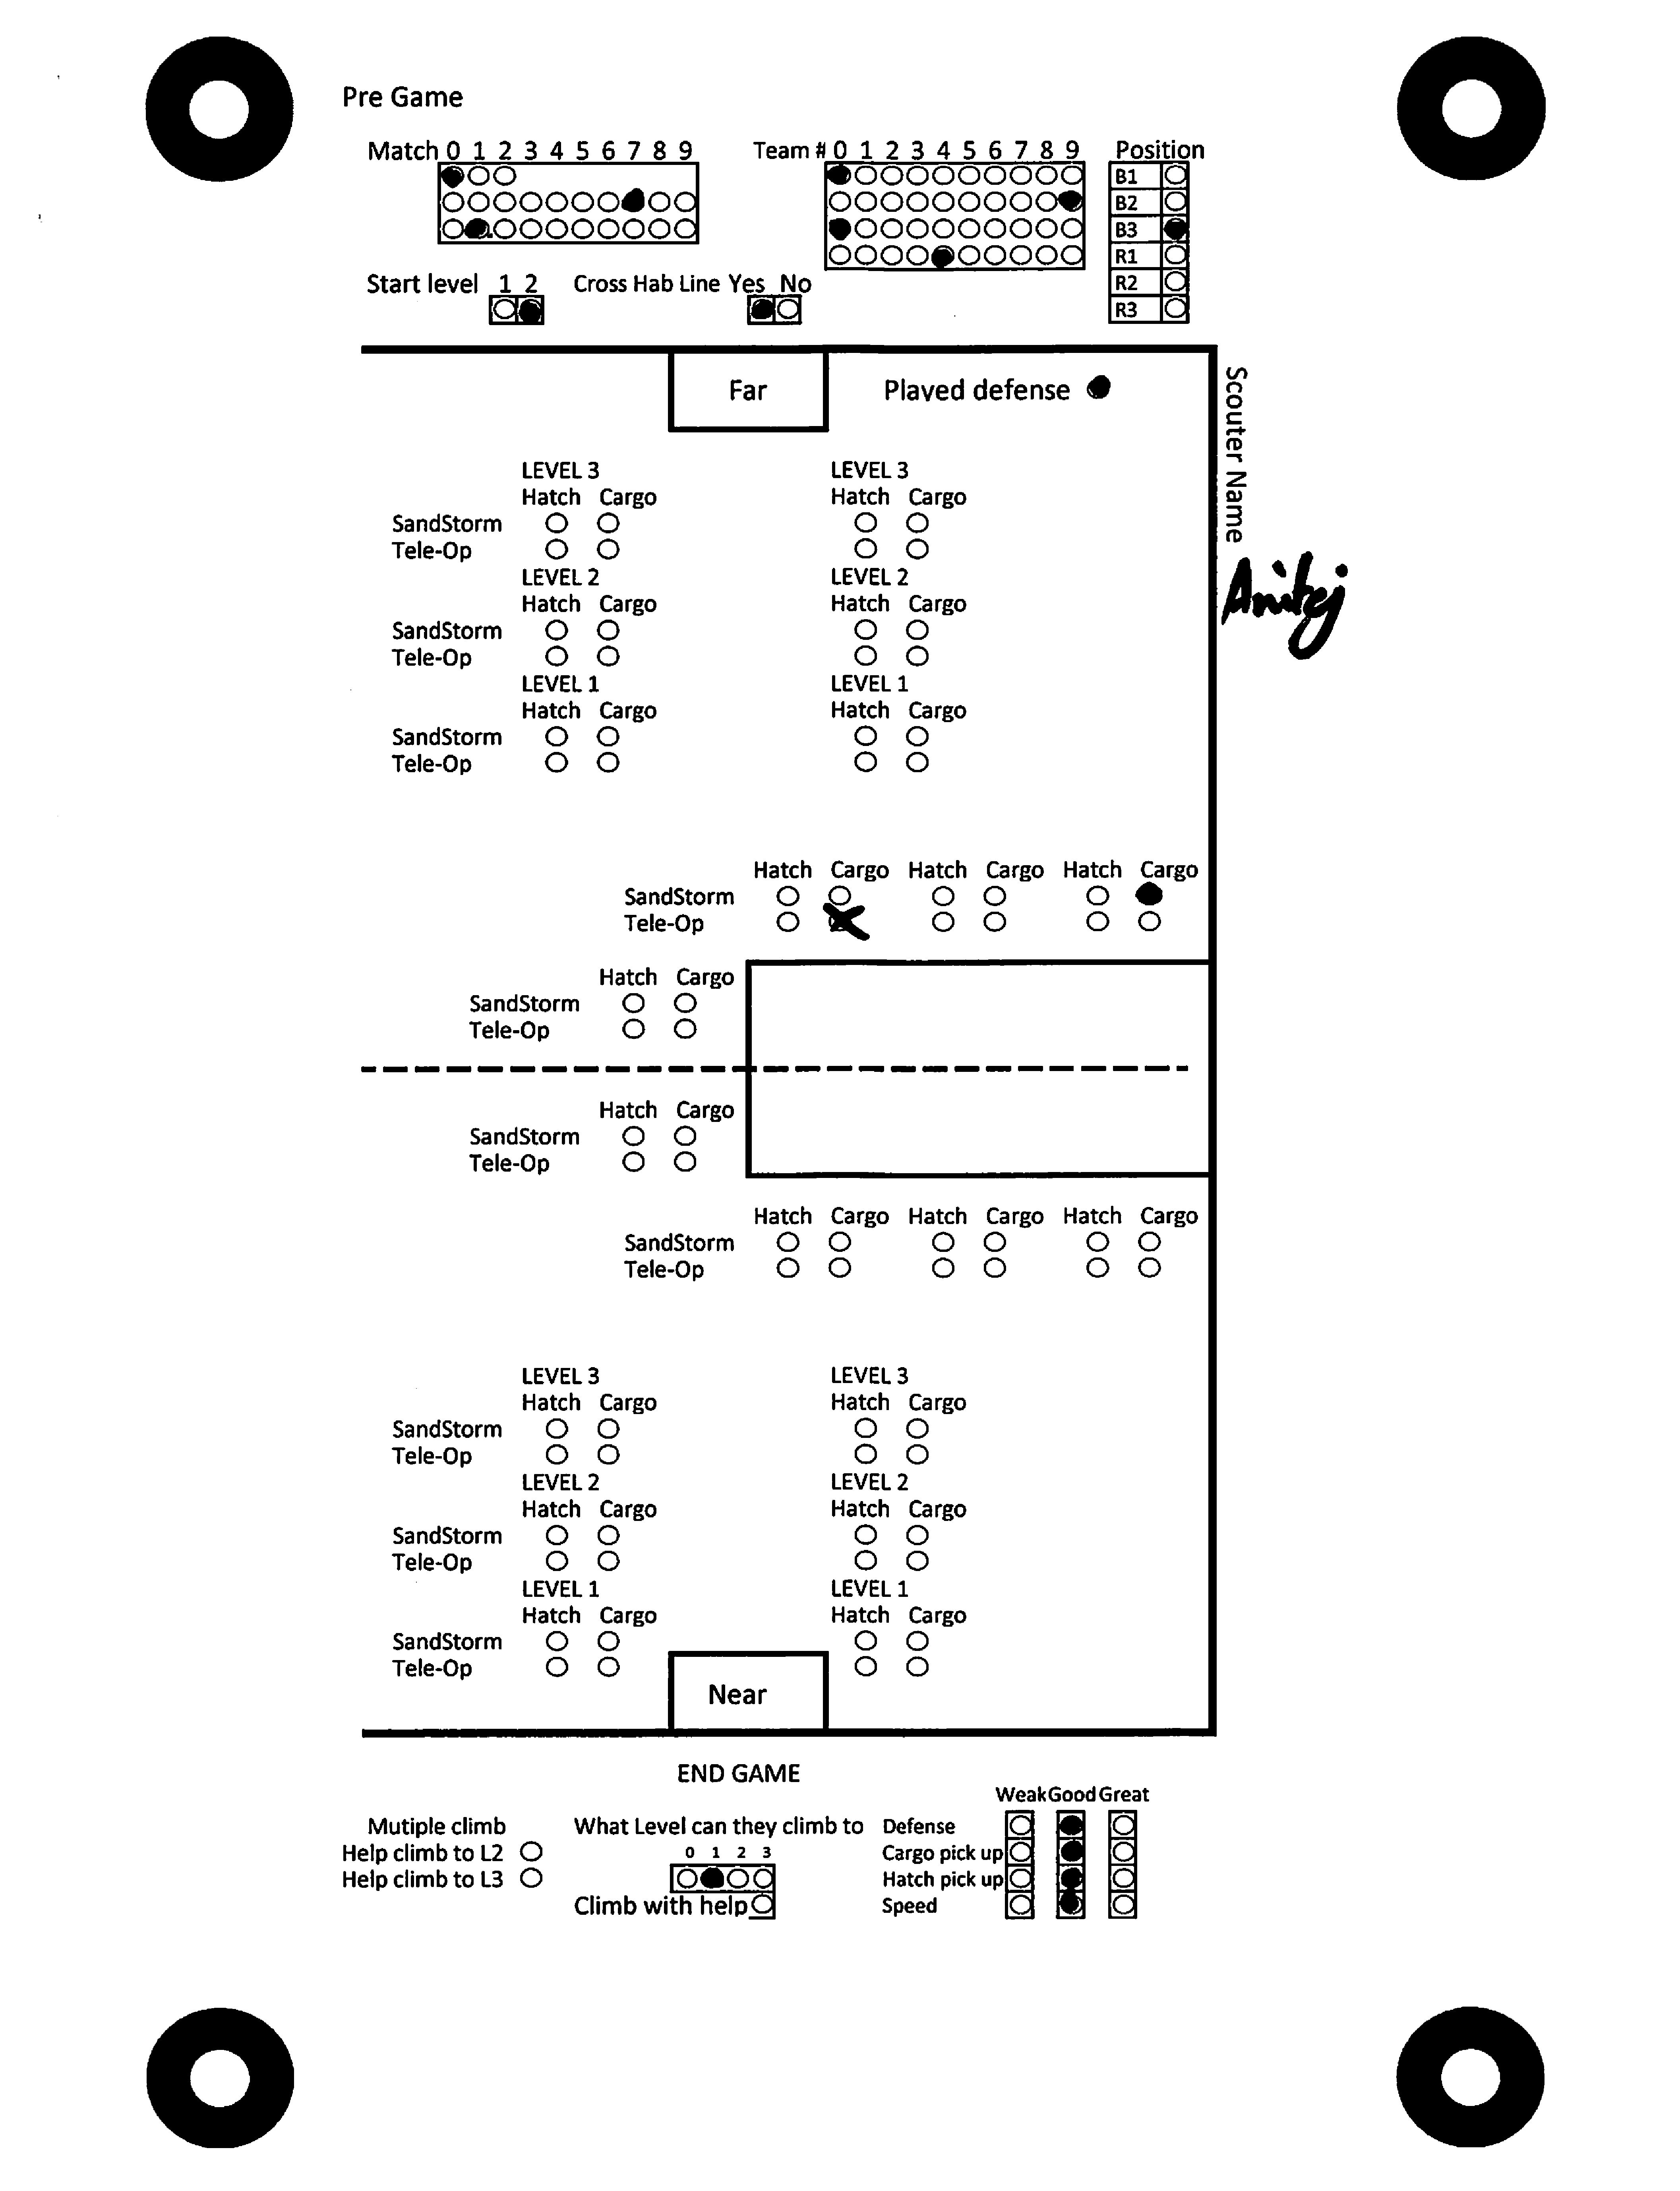 Pre Game
Match 0 1 2 3 4 5 6 7 8 9
Team # 0 1 2 3 4 5 6 7 8 9
Position
B1
B2
B3
R1
R2
R3
Start level 1 2
Cross Hab Line Yes No
Far
Played defense
Scouter Name
LEVEL 3 LEVEL 3
Hatch Cargo Hatch Cargo
SandStorm
Tele-Op
LEVEL 2 LEVEL 2
Hatch Cargo Hatch Cargo
SandStorm
Tele-Op
LEVEL 1 LEVEL 1
Hatch Cargo Hatch Cargo
SandStorm
Tele-Op
Hatch Cargo Hatch Cargo Hatch Cargo
SandStorm
Tele-Op
Hatch Cargo
SandStorm
Tele-Op
Hatch Cargo
SandStorm
Tele-Op
Hatch Cargo Hatch Cargo Hatch Cargo
SandStorm
Tele-Op
LEVEL 3 LEVEL 3
Hatch Cargo Hatch Cargo
SandStorm
Tele-Op
LEVEL 2 LEVEL 2
Hatch Cargo Hatch Cargo
SandStorm
Tele-Op
LEVEL 1 LEVEL 1
Hatch Cargo Hatch Cargo
SandStorm
Tele-Op
Near
END GAME
Mutiple climb
Help climb to L2
Help climb to L3
What Level can they climb to
0 1 2 3
Climb with help
Weak Good Great
Defense
Cargo pick up
Hatch pick up
Speed